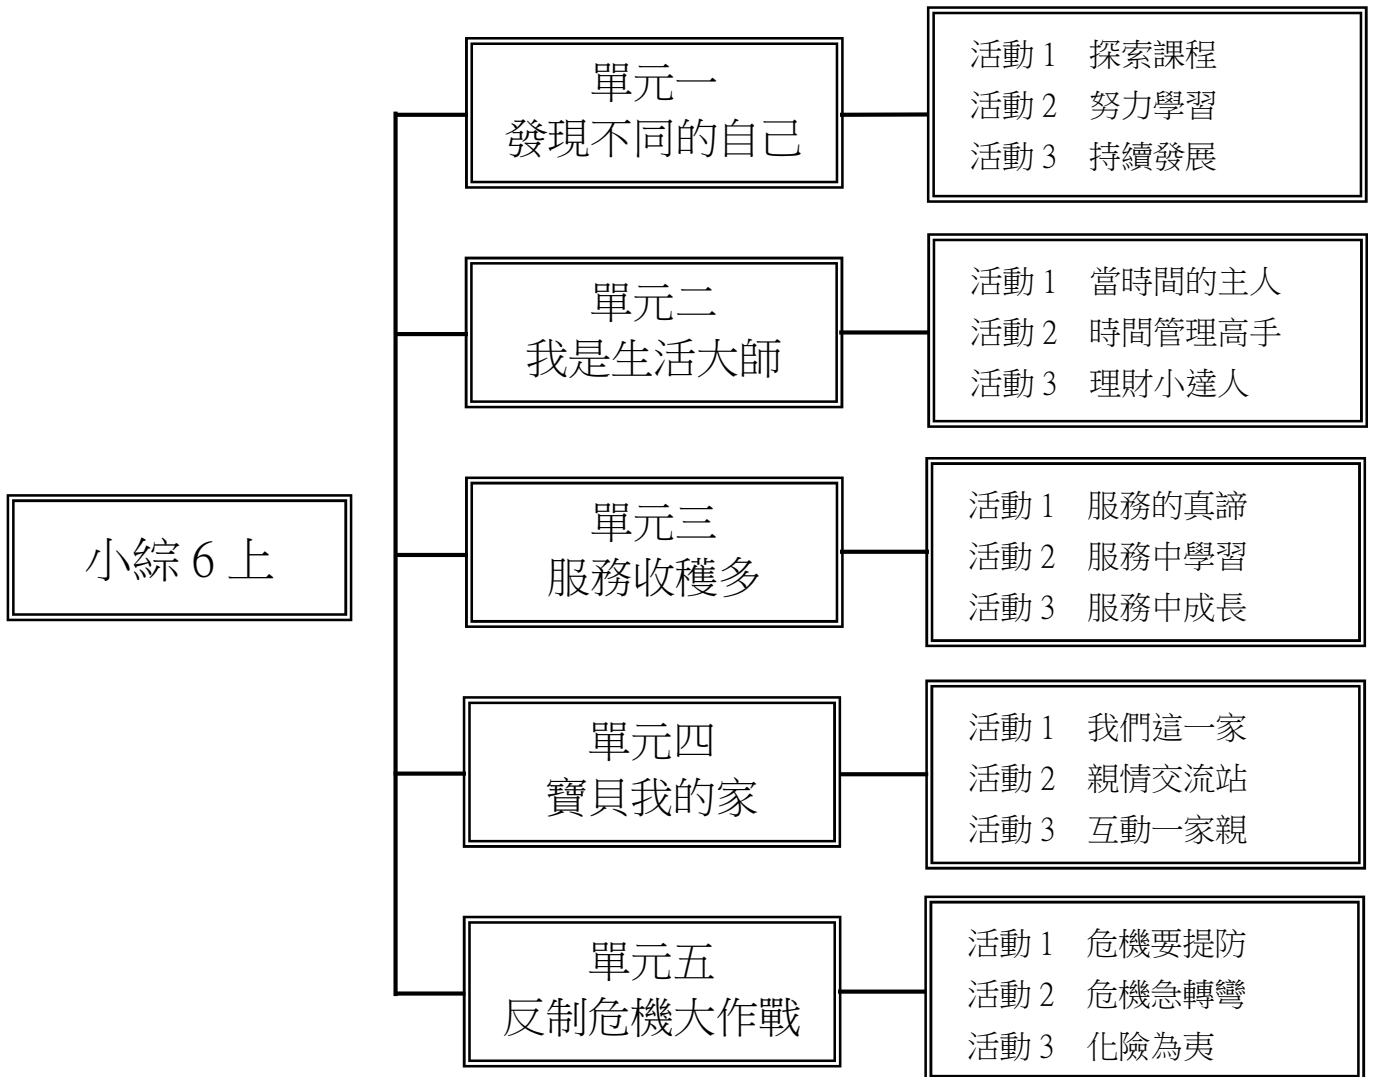 小綜 6 上
單元一
發現不同的自己
活動 1 探索課程
活動 2 努力學習
活動 3 持續發展
單元二
我是生活大師
活動 1 當時間的主人
活動 2 時間管理高手
活動 3 理財小達人
單元三
服務收穫多
活動 1 服務的真諦
活動 2 服務中學習
活動 3 服務中成長
單元四
寶貝我的家
活動 1 我們這一家
活動 2 親情交流站
活動 3 互動一家親
單元五
反制危機大作戰
活動 1 危機要提防
活動 2 危機急轉彎
活動 3 化險為夷